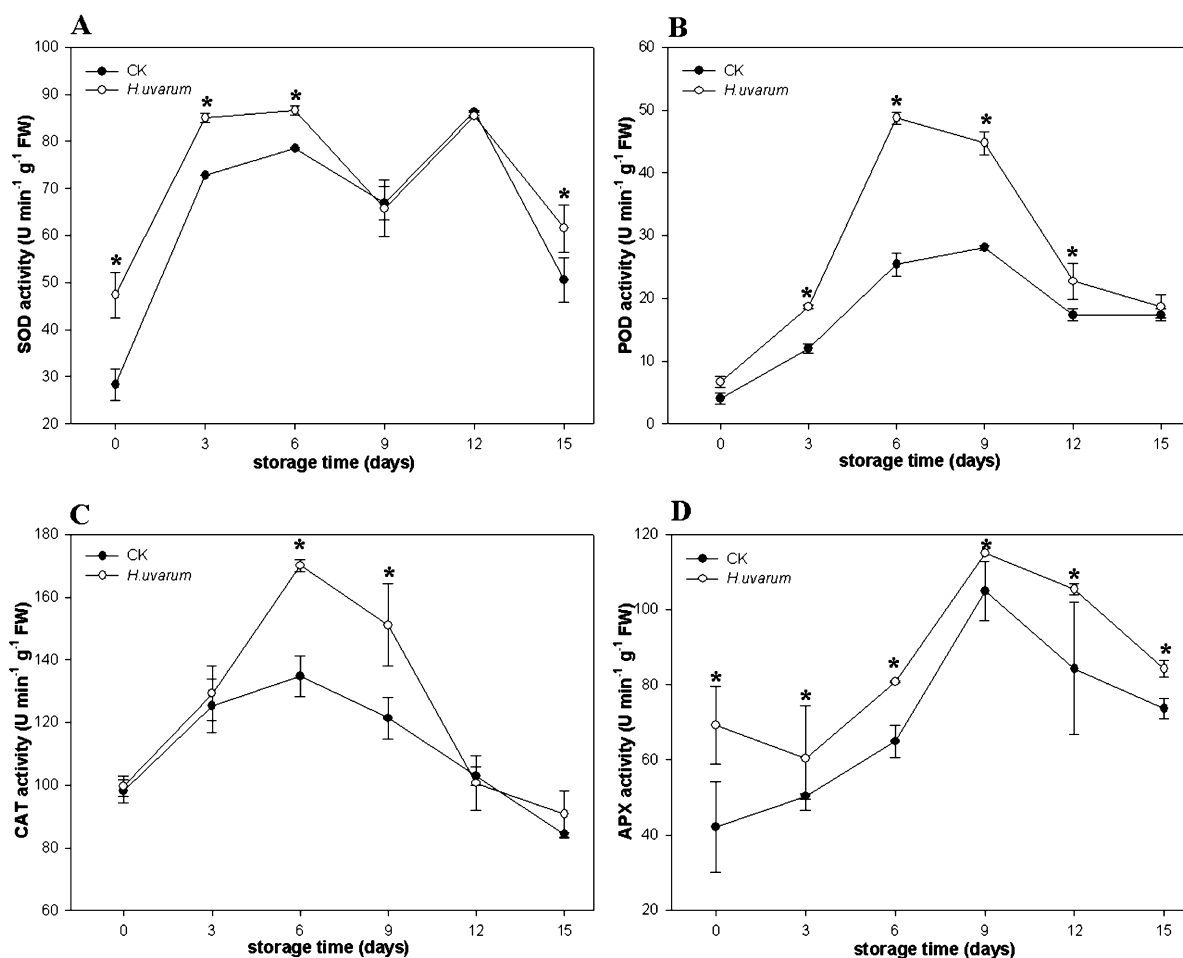 A
100
90
80
70
60
50
40
30
20
SOD activity (U min-1 g-1 FW)
CK
H.uvarum
*
*
*
*
0 3 6 9 12 15
storage time (days)
B
60
50
40
30
20
10
0
POD activity (U min-1 g-1 FW)
CK
H.uvarum
*
*
*
*
0 3 6 9 12 15
storage time (days)
C
180
160
140
120
100
80
60
CAT activity (U min-1 g-1 FW)
CK
H.uvarum
*
*
0 3 6 9 12 15
storage time (days)
D
120
100
80
60
40
20
APX activity (U min-1 g-1 FW)
CK
H.uvarum
*
*
*
*
*
*
0 3 6 9 12 15
storage time (days)